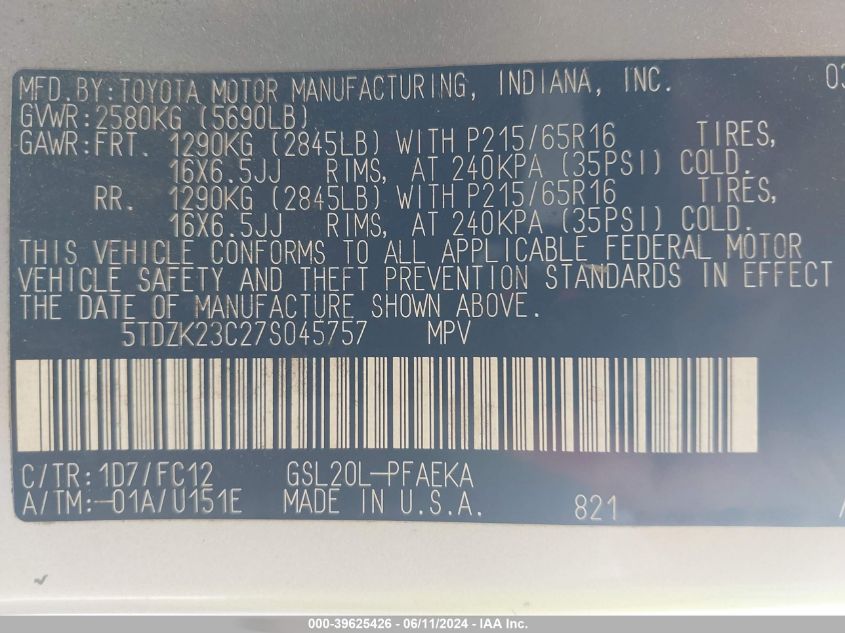 MFD.BY:TOYOTA MOTOR MANUFACTURING, INDIANA, INC. 03
GVWR:2580KG (5690LB)
GAWR:FRT. 1290KG (2845LB) WITH P215/65R16 TIRES,
16X6.5JJ RIMS, AT 240KPA (35PSI) COLD.
RR. 1290KG (2845LB) WITH P215/65R16 TIRES,
16X6.5JJ RIMS, AT 240KPA (35PSI) COLD.
THIS VEHICLE CONFORMS TO ALL APPLICABLE FEDERAL MOTOR
VEHICLE SAFETY AND THEFT PREVENTION STANDARDS IN EFFECT
THE DATE OF MANUFACTURE SHOWN ABOVE.
5TDZK23C27S045757 MPV
C/TR:1D7/FC12 GSL20L-PFAEKA
A/TM:-01A/U151E MADE IN U.S.A. 821
000-39625426 - 06/11/2024 - IAA Inc.